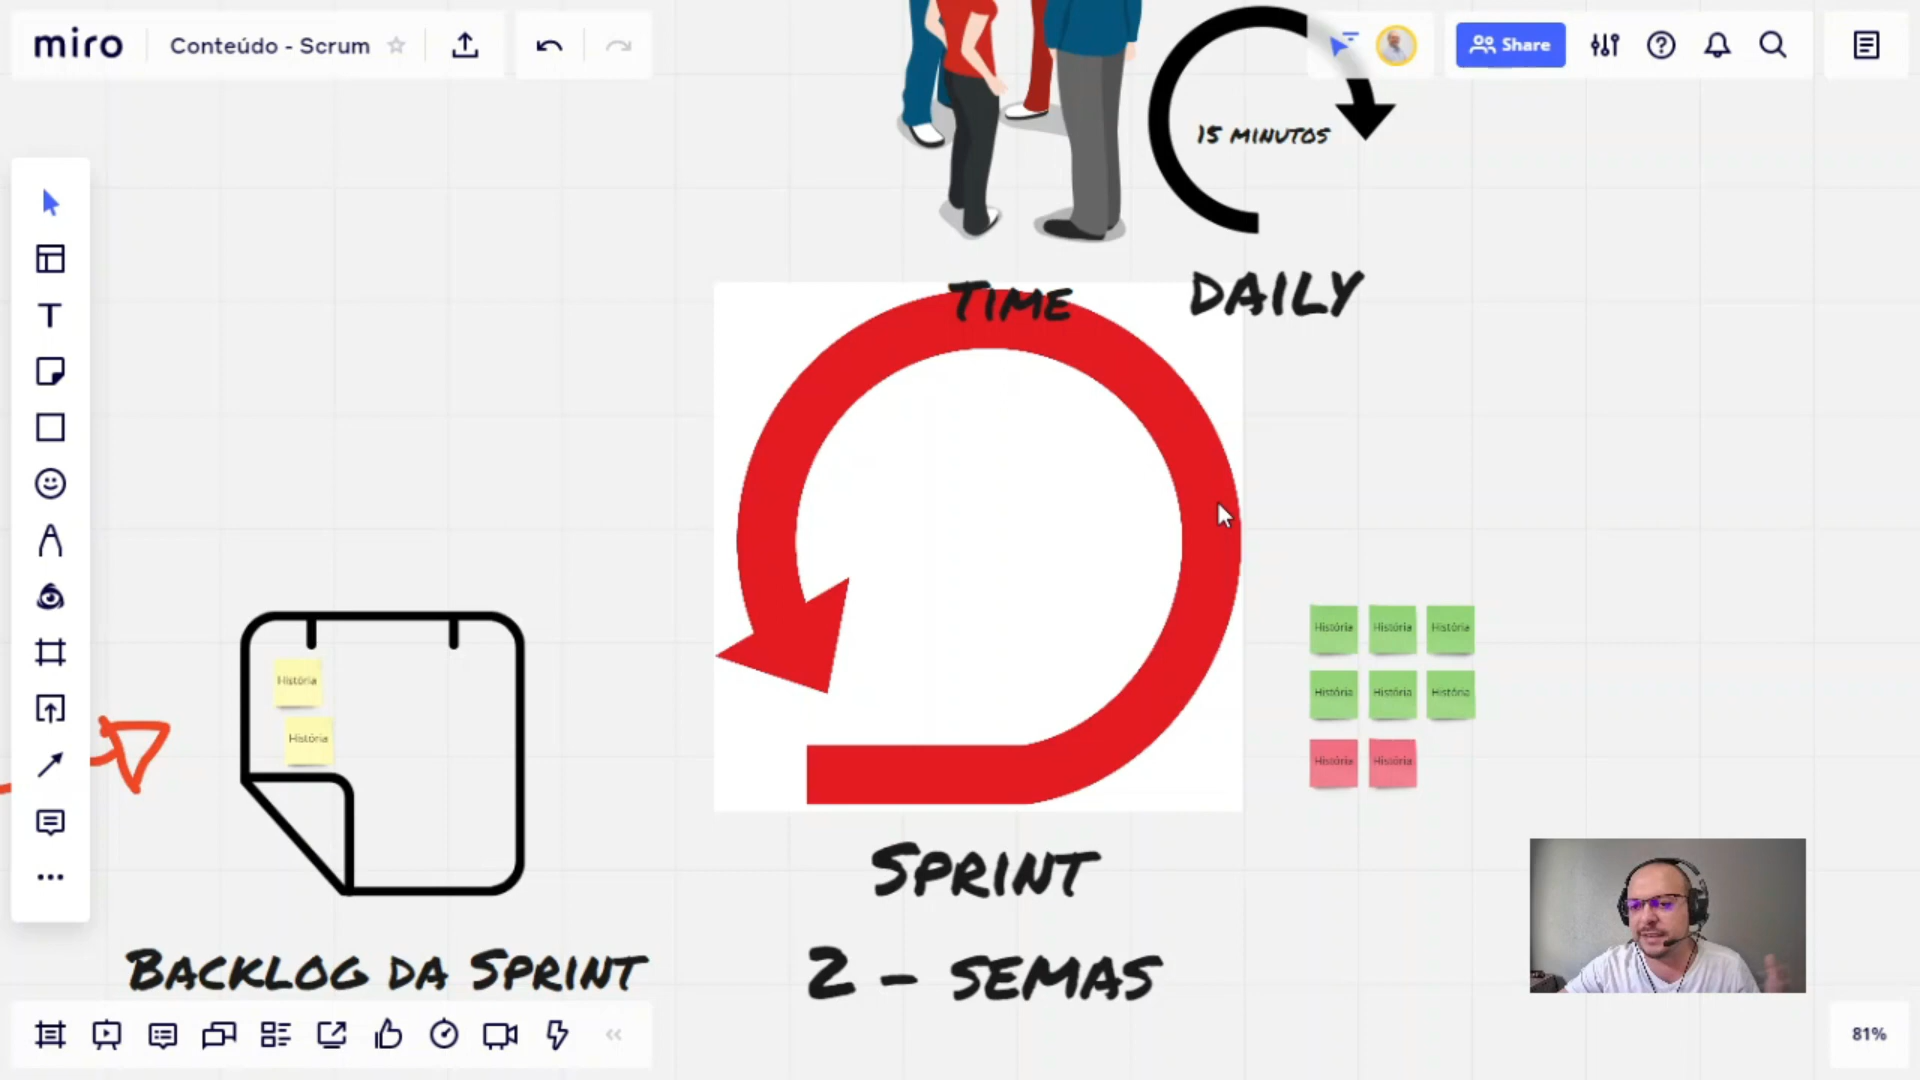 miro
Conteúdo - Scrum
Share
15 MINUTOS
TIME
DAILY
História
História
História
História
História
História
História
História
História
História
SPRINT
2 - SEMAS
BACKLOG DA SPRINT
81%